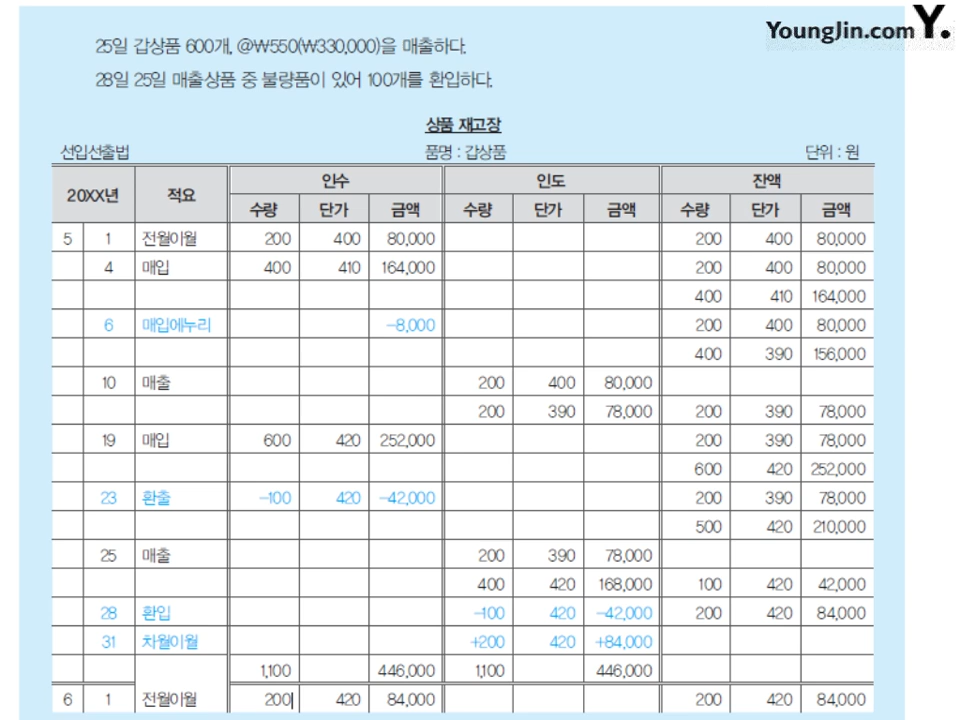 YoungJin.com Y.
25일 갑상품 600개, @₩550(₩330,000)을 매출하다.
28일 25일 매출상품 중 불량품이 있어 100개를 환입하다.
상품 재고장
선입선출법 품명 : 갑상품 단위 : 원
20XX년 적요 인수 인도 잔액
수량 단가 금액 수량 단가 금액 수량 단가 금액
5 1 전월이월 200 400 80,000 200 400 80,000
4 매입 400 410 164,000 200 400 80,000
400 410 164,000
6 매입에누리 -8,000 200 400 80,000
400 390 156,000
10 매출 200 400 80,000
200 390 78,000 200 390 78,000
19 매입 600 420 252,000 200 390 78,000
600 420 252,000
23 환출 -100 420 -42,000 200 390 78,000
500 420 210,000
25 매출 200 390 78,000
400 420 168,000 100 420 42,000
28 환입 -100 420 -42,000 200 420 84,000
31 차월이월 +200 420 +84,000
1,100 446,000 1,100 446,000
6 1 전월이월 200 420 84,000 200 420 84,000